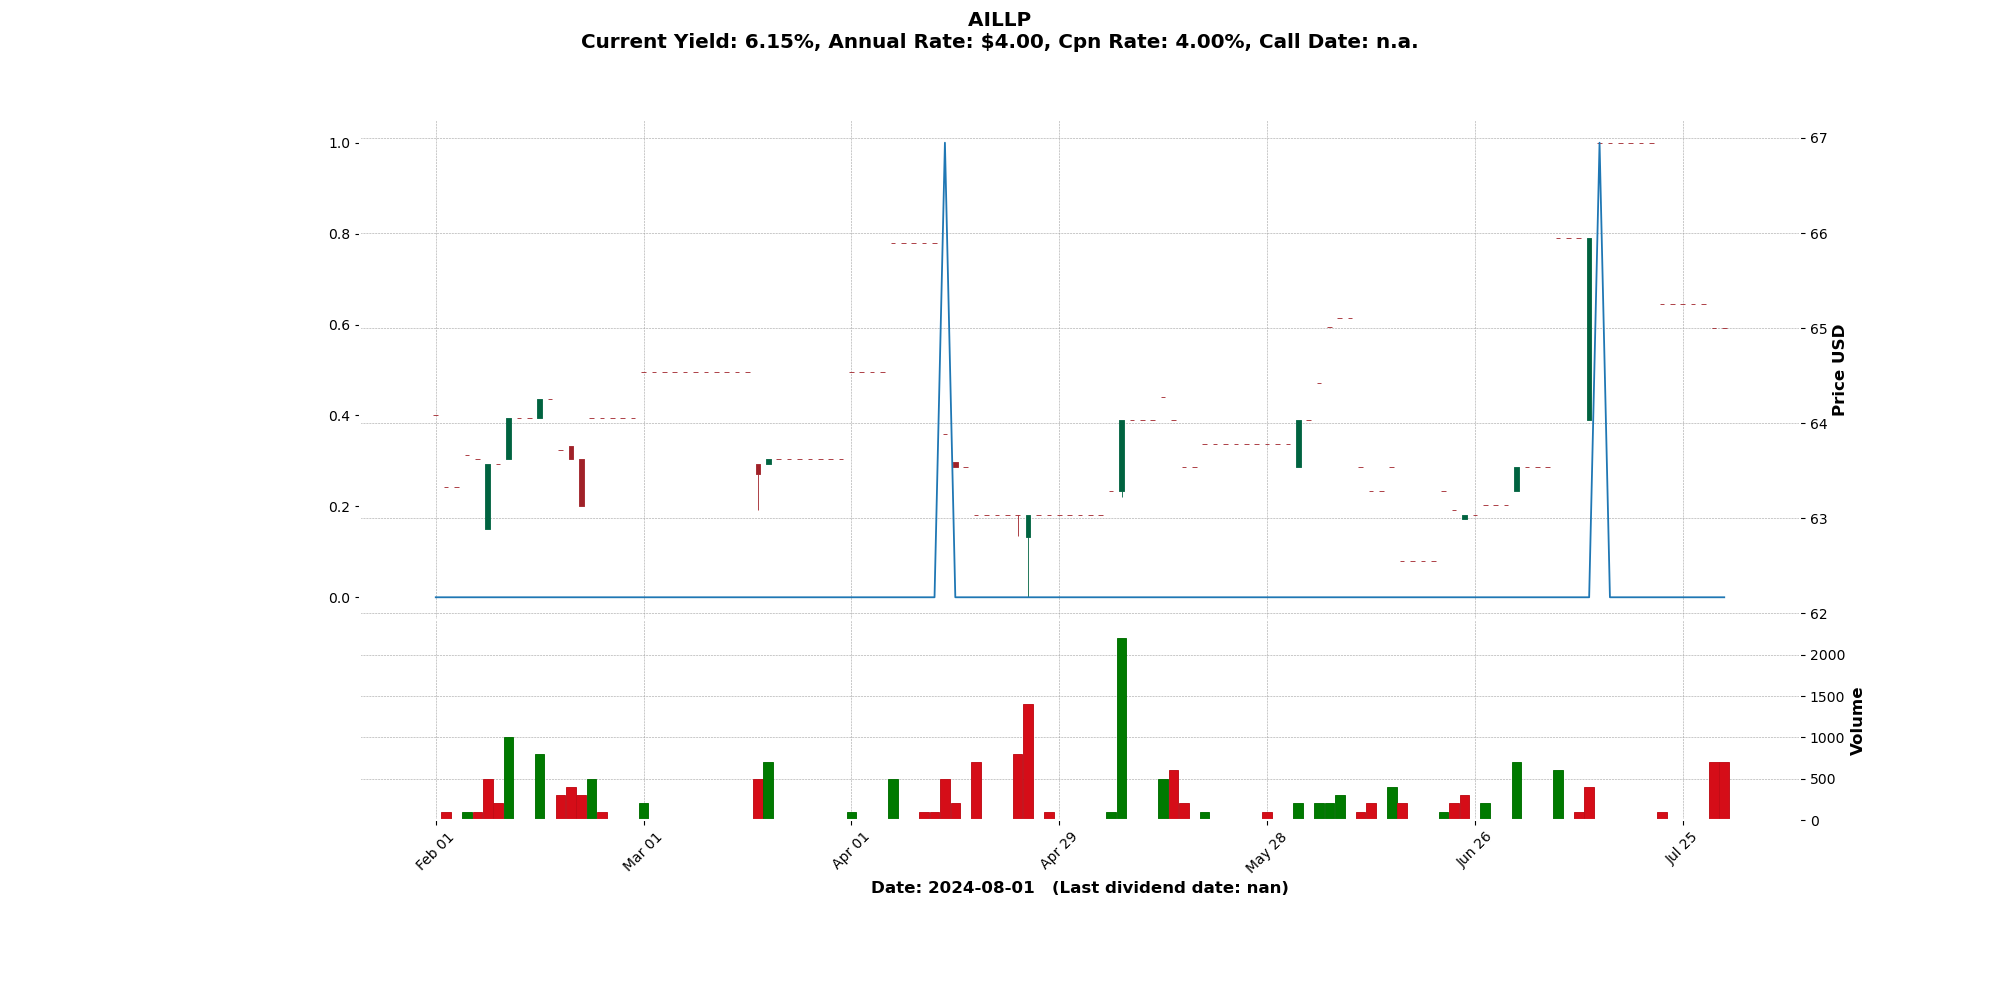 AILLP
Current Yield: 6.15%, Annual Rate: $4.00, Cpn Rate: 4.00%, Call Date: n.a.
1.0
0.8
0.6
0.4
0.2
0.0
67
66
65
64
63
62
Price USD
2000
1500
1000
500
0
Volume
Feb 01
Mar 01
Apr 01
Apr 29
May 28
Jun 26
Jul 25
Date: 2024-08-01 (Last dividend date: nan)